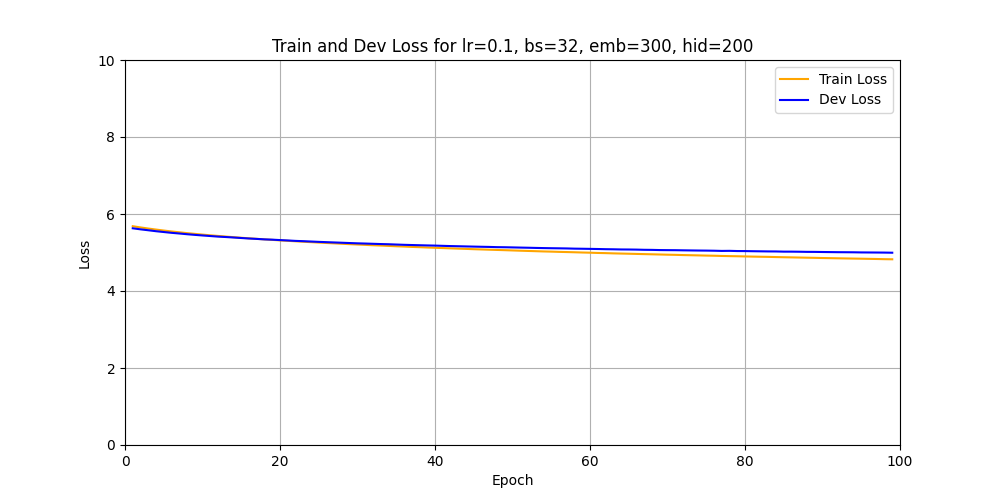 Train and Dev Loss for lr=0.1, bs=32, emb=300, hid=200
Train Loss
Dev Loss
Loss
10
8
6
4
2
0
0 20 40 60 80 100
Epoch